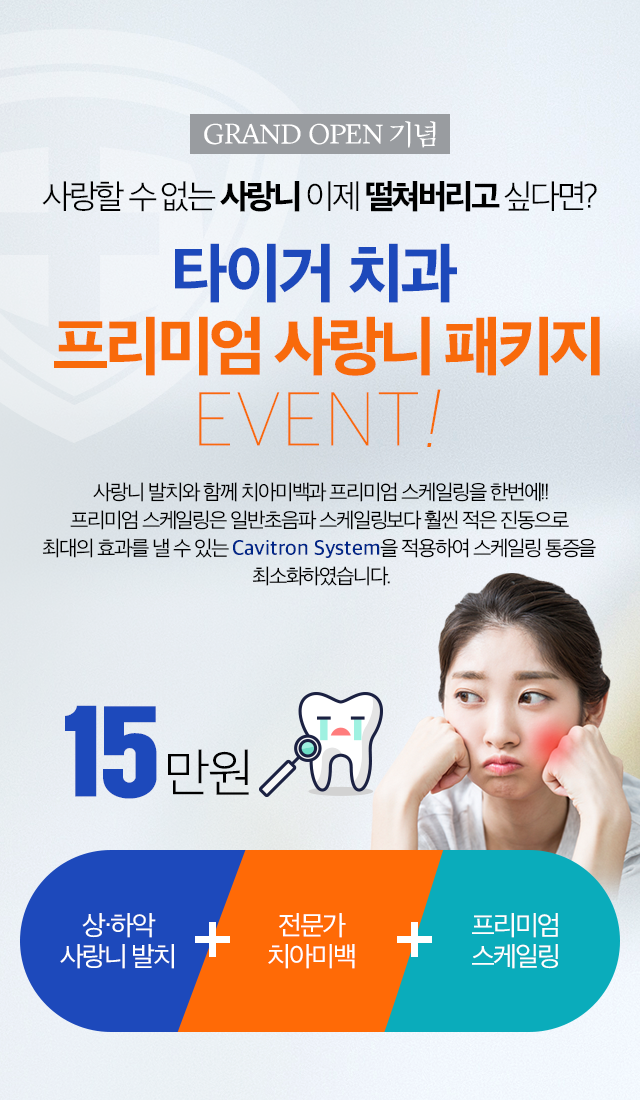 GRAND OPEN 기념
사랑할 수 없는 사랑니 이제 떨쳐버리고 싶다면?
타이거 치과
프리미엄 사랑니 패키지
EVENT!
사랑니 발치와 함께 치아미백과 프리미엄 스케일링을 한번에!!
프리미엄 스케일링은 일반초음파 스케일링보다 훨씬 적은 진동으로
최대의 효과를 낼 수 있는 Cavitron System을 적용하여 스케일링 통증을
최소화하였습니다.
15만원
상·하악
사랑니 발치
+
전문가
치아미백
+
프리미엄
스케일링